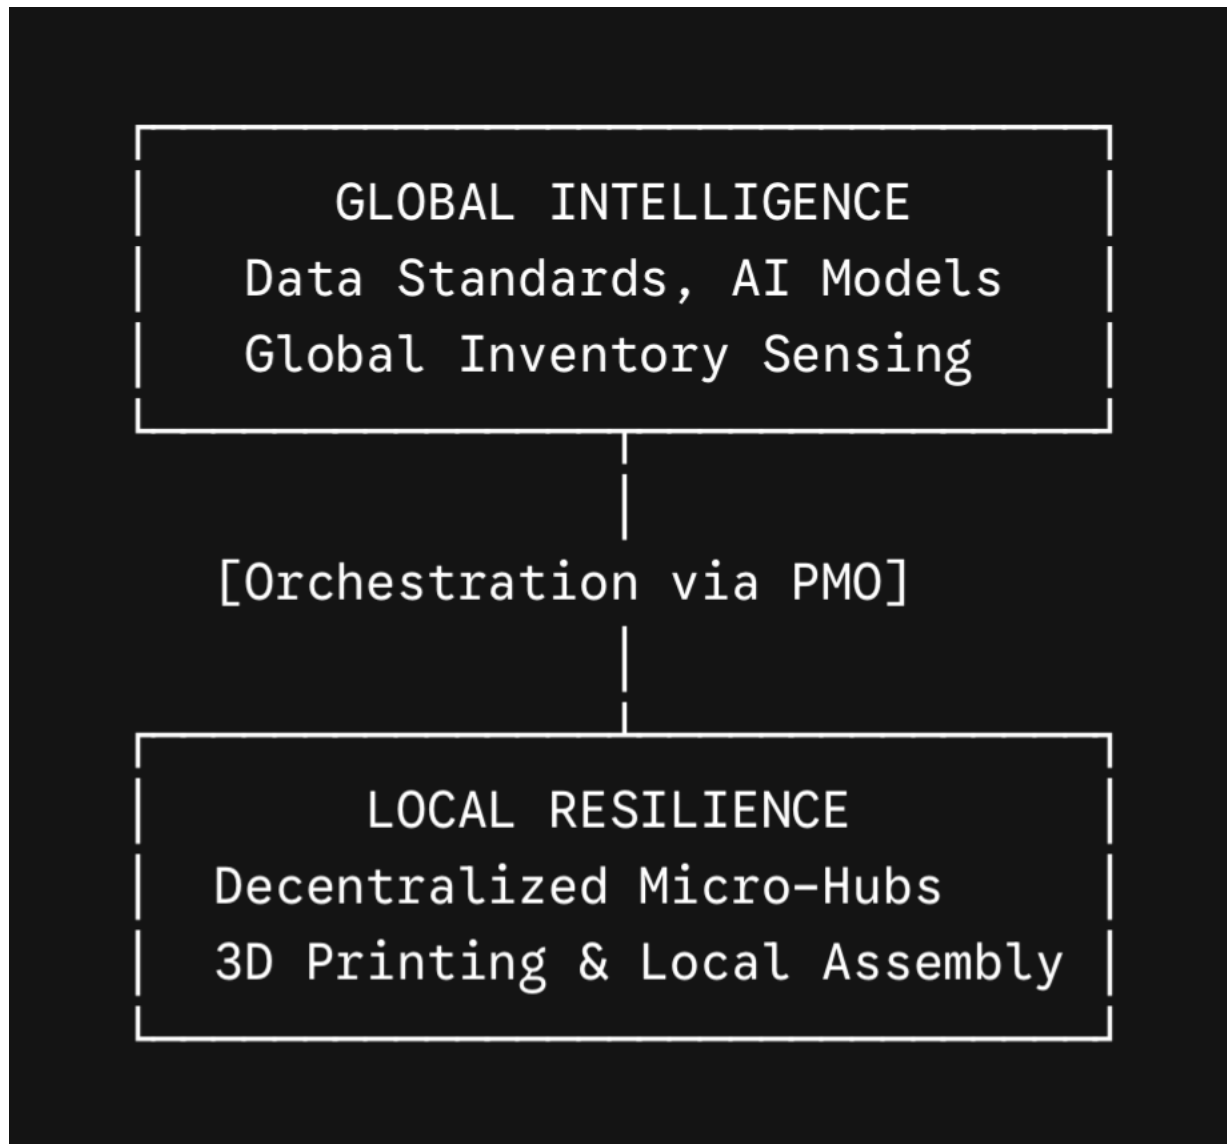 GLOBAL INTELLIGENCE
Data Standards, AI Models
Global Inventory Sensing
[Orchestration via PMO]
LOCAL RESILIENCE
Decentralized Micro-Hubs
3D Printing & Local Assembly